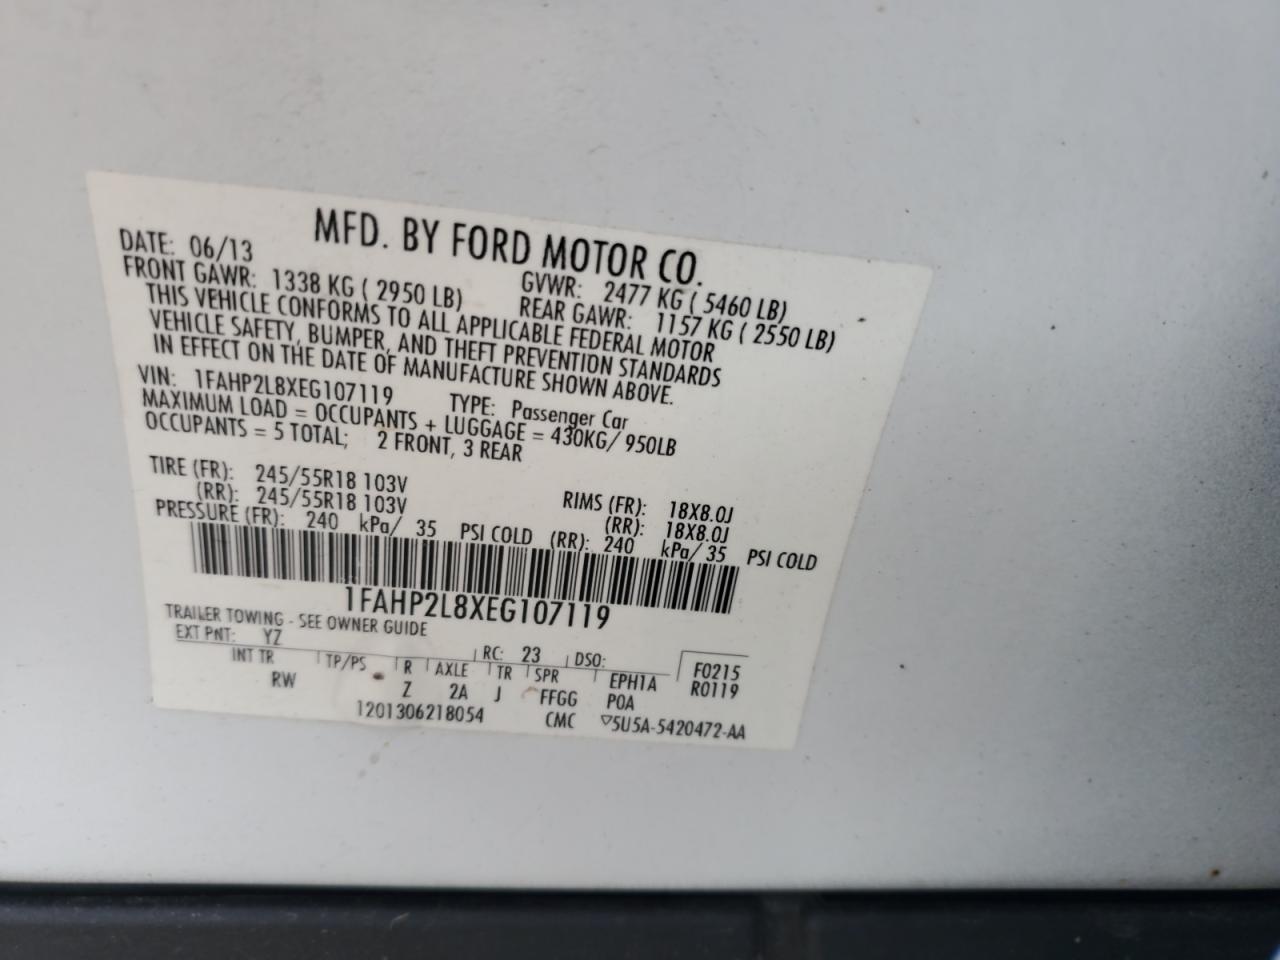 MFD. BY FORD MOTOR CO.
DATE: 06/13 GVWR: 2477 KG ( 5460 LB)
FRONT GAWR: 1338 KG ( 2950 LB) REAR GAWR: 1157 KG ( 2550 LB)
THIS VEHICLE CONFORMS TO ALL APPLICABLE FEDERAL MOTOR
VEHICLE SAFETY, BUMPER, AND THEFT PREVENTION STANDARDS
IN EFFECT ON THE DATE OF MANUFACTURE SHOWN ABOVE.
VIN: 1FAHP2L8XEG107119 TYPE: Passenger Car
MAXIMUM LOAD = OCCUPANTS + LUGGAGE = 430KG/ 950LB
OCCUPANTS = 5 TOTAL; 2 FRONT, 3 REAR
TIRE (FR): 245/55R18 103V RIMS (FR): 18X8.0J
(RR): 245/55R18 103V (RR): 18X8.0J
PRESSURE (FR): 240 kPa/ 35 PSI COLD (RR): 240 kPa/ 35 PSI COLD
1FAHP2L8XEG107119
TRAILER TOWING - SEE OWNER GUIDE
EXT PNT: YZ RC: 23 DSO: F0215
INT TR TP/PS R AXLE TR SPR EPH1A R0119
RW Z 2A J FFGG POA
1201306218054 CMC ▽5U5A-5420472-AA